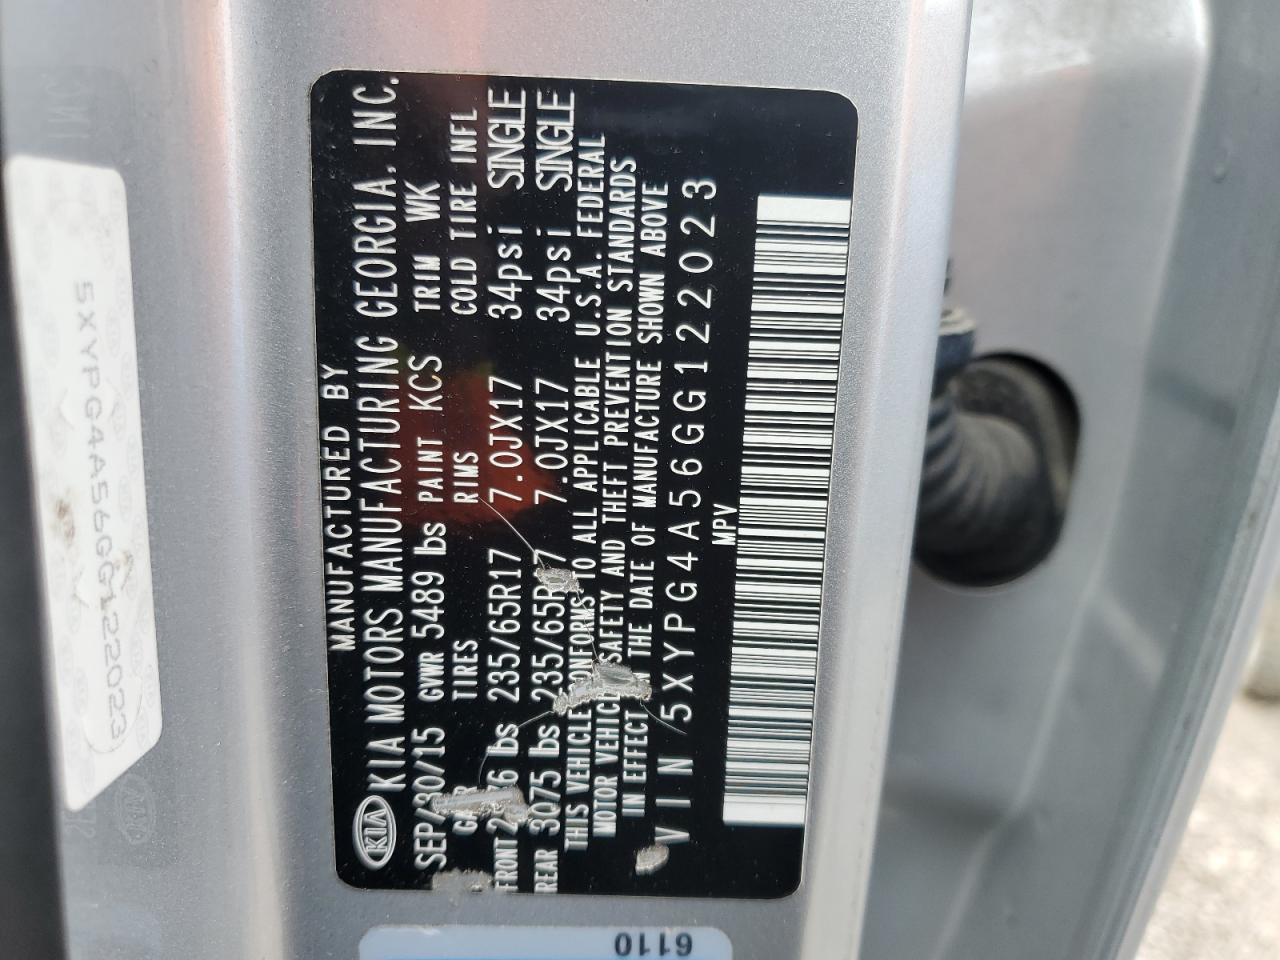 MANUFACTURED BY
KIA KIA MOTORS MANUFACTURING GEORGIA, INC.
SEP/30/15 GVWR 5489 lbs PAINT KCS TRIM WK
TIRES RIMS COLD TIRE INFL
FRONT lbs 235/65R17 7.0JX17 34psi SINGLE
REAR 3075 lbs 235/65R17 7.0JX17 34psi SINGLE
THIS VEHICLE CONFORMS TO ALL APPLICABLE U.S.A. FEDERAL
MOTOR VEHICLE SAFETY AND THEFT PREVENTION STANDARDS
IN EFFECT THE DATE OF MANUFACTURE SHOWN ABOVE
VIN 5XYPG4A56GG122023
MPV
5XYPG4A56GG122023
6110